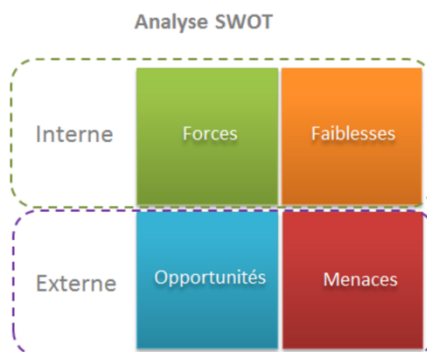 Analyse SWOT
Interne
Forces
Faiblesses
Externe
Opportunités
Menaces